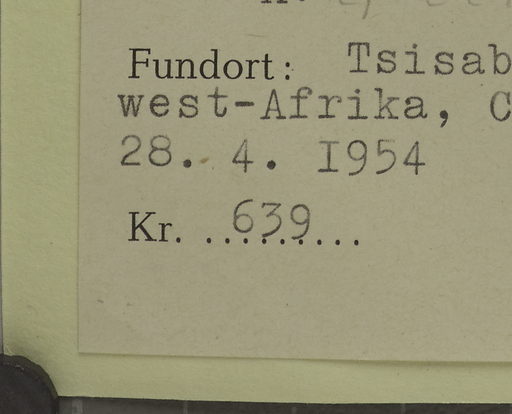 Fundort: Tsisab
west-Afrika, C
28. 4. I954
Kr. 639